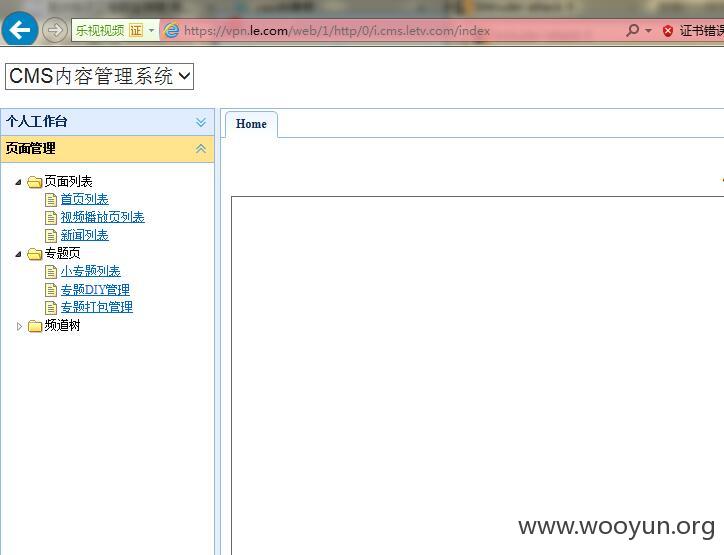 乐视视频 证 https://vpn.le.com/web/1/http/0/i.cms.letv.com/index 证书错误
CMS内容管理系统
个人工作台
Home
页面管理
页面列表
首页列表
视频播放页列表
新闻列表
专题页
小专题列表
专题DIY管理
专题打包管理
频道树
www.wooyun.org